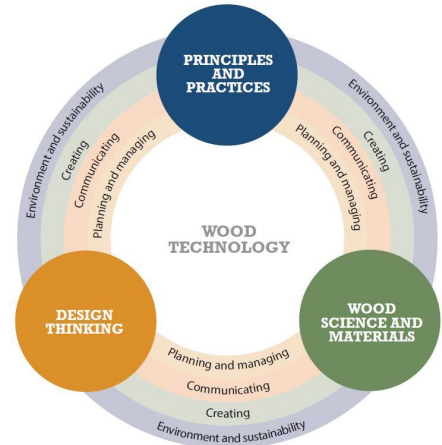 PRINCIPLES
AND
PRACTICES
Environment and sustainability
Creating
Communicating
Planning and managing
Environment and sustainability
Creating
Communicating
Planning and managing
WOOD
TECHNOLOGY
DESIGN
THINKING
WOOD
SCIENCE AND
MATERIALS
Planning and managing
Communicating
Creating
Environment and sustainability